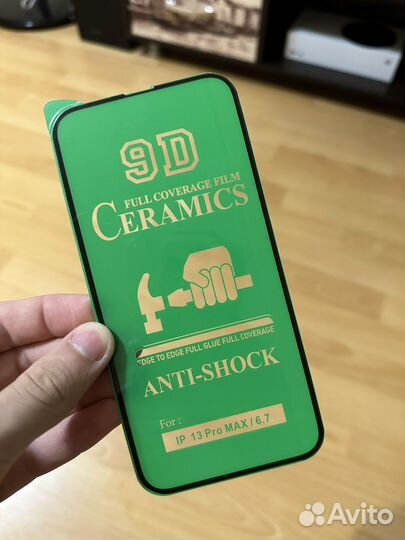 9D
FULL COVERAGE FILM
CERAMICS
EDGE TO EDGE FULL GLUE FULL COVERAGE
ANTI-SHOCK
For :
IP 13 Pro MAX / 6.7
Avito